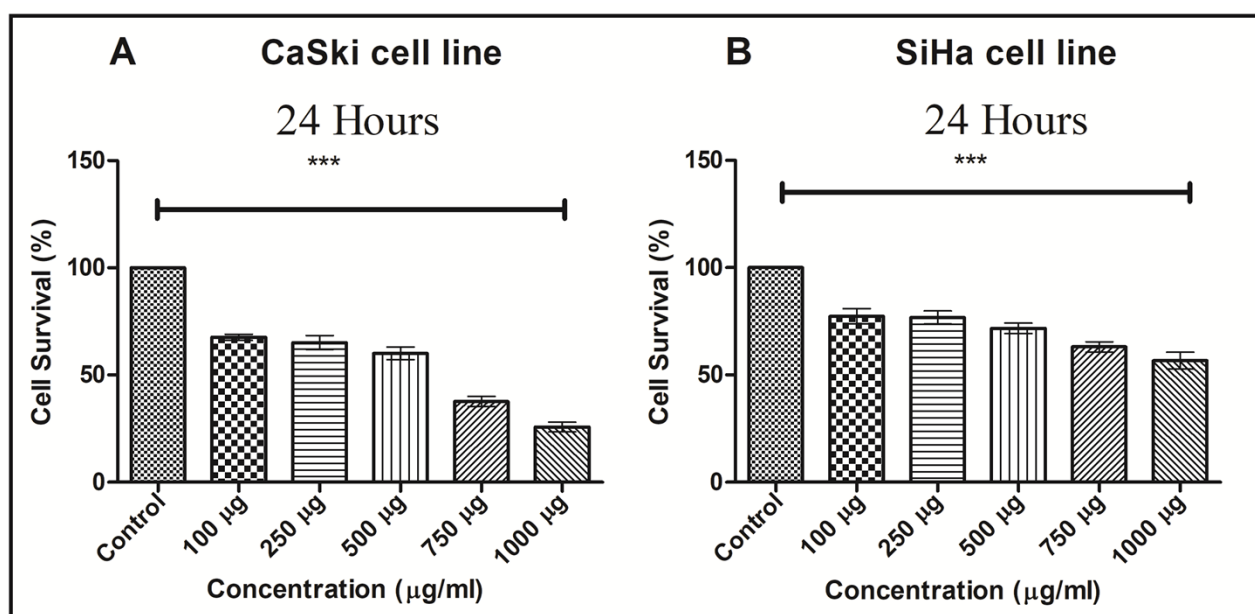 A CaSki cell line
24 Hours
***
150
100
50
0
Cell Survival (%)
Control
100 μg
250 μg
500 μg
750 μg
1000 μg
Concentration (μg/ml)
B SiHa cell line
24 Hours
***
150
100
50
0
Cell Survival (%)
Control
100 μg
250 μg
500 μg
750 μg
1000 μg
Concentration (μg/ml)